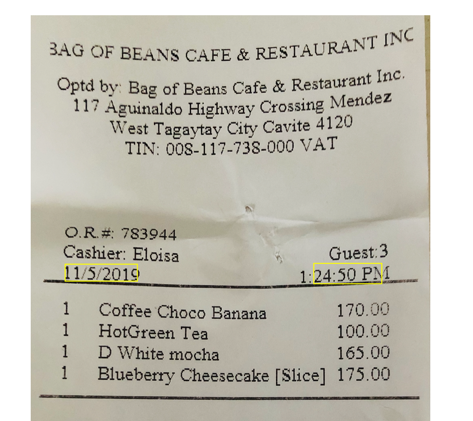 BAG OF BEANS CAFE & RESTAURANT INC
Optd by: Bag of Beans Cafe & Restaurant Inc.
117 Aguinaldo Highway Crossing Mendez
West Tagaytay City Cavite 4120
TIN: 008-117-738-000 VAT
O.R.#: 783944
Cashier: Eloisa Guest:3
11/5/2019 1:24:50 PM
1 Coffee Choco Banana 170.00
1 HotGreen Tea 100.00
1 D White mocha 165.00
1 Blueberry Cheesecake [Slice] 175.00